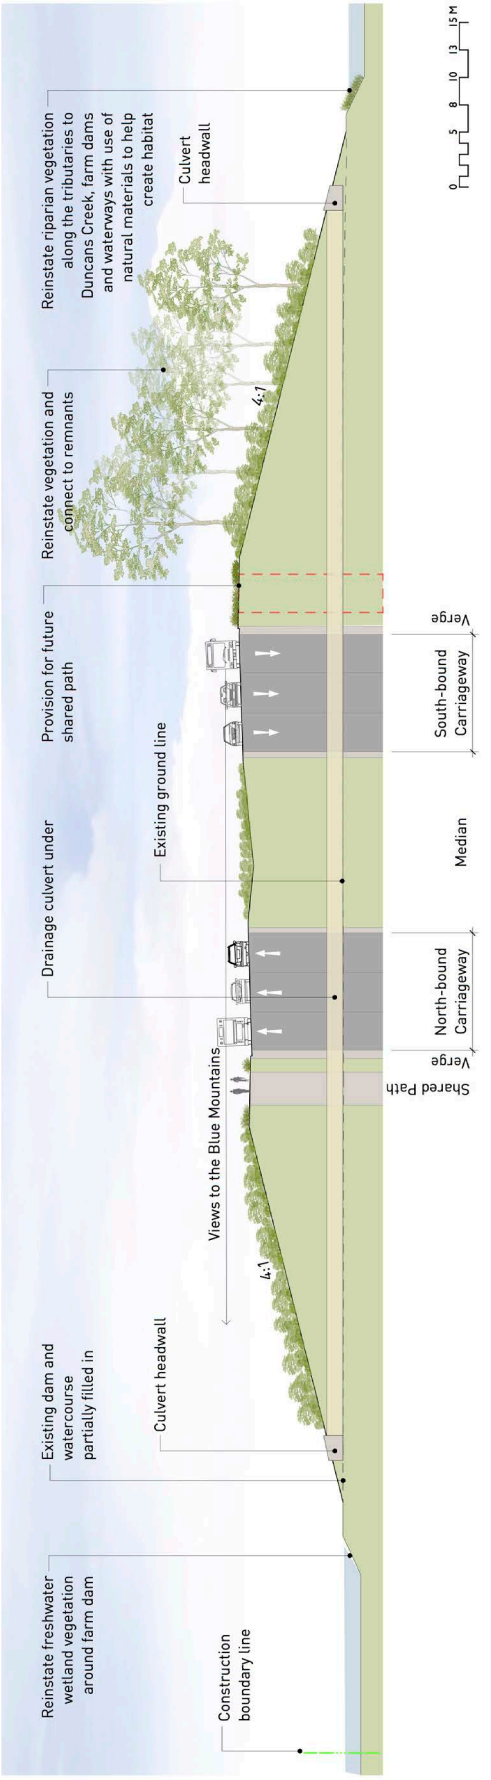 Reinstate freshwater
wetland vegetation
around farm dam
Construction
boundary line
Existing dam and
watercourse
partially filled in
Culvert headwall
4:1
Views to the Blue Mountains
Shared Path
Verge
North-bound
Carriageway
Drainage culvert under
Existing ground line
Median
Provision for future
shared path
South-bound
Carriageway
Verge
Reinstate vegetation and
connect to remnants
4:1
Reinstate riparian vegetation
along the tributaries to
Duncans Creek, farm dams
and waterways with use of
natural materials to help
create habitat
Culvert
headwall
0 5 8 10 13 15 M